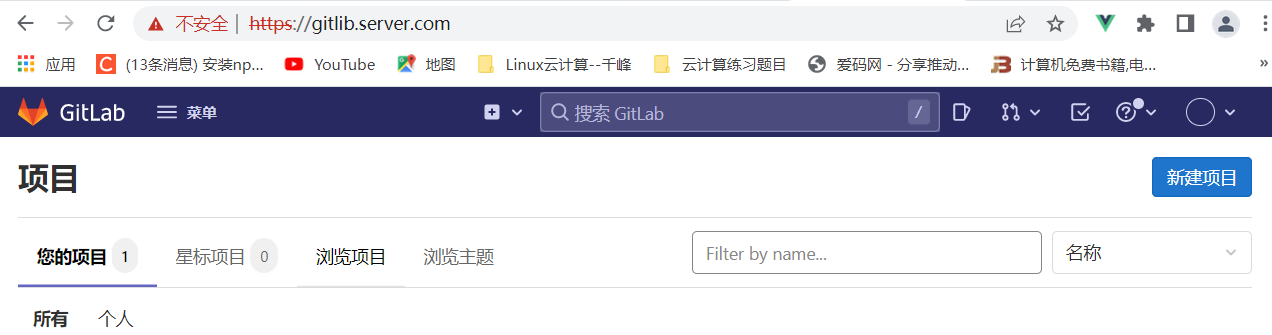 不安全 | https://gitlib.server.com
应用 (13条消息) 安装np... YouTube 地图 Linux云计算--千峰 云计算练习题目 爱码网 - 分享推动... 计算机免费书籍,电... »
GitLab 菜单 搜索 GitLab /
项目 新建项目
您的项目 1 星标项目 0 浏览项目 浏览主题 Filter by name... 名称
所有 个人